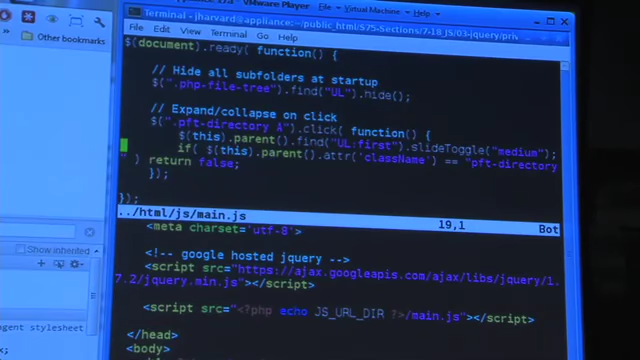 VMware Player
File Virtual Machine Help
Terminal - jharvard@appliance:~/public_html/S75-Sections/7-18_JS/03-jquery/priv
File Edit View Terminal Go Help
$(document).ready( function() {
// Hide all subfolders at startup
$(".php-file-tree").find("UL").hide();
// Expand/collapse on click
$(".pft-directory A").click( function() {
$(this).parent().find("UL:first").slideToggle("medium");
if( $(this).parent().attr('className') == "pft-directory
" ) return false;
});
});
../html/js/main.js 19,1 Bot
<meta charset='utf-8'>
<!-- google hosted jquery -->
<script src="https://ajax.googleapis.com/ajax/libs/jquery/1.
7.2/jquery.min.js"></script>
<script src="<?php echo JS_URL_DIR ?>/main.js"></script>
</head>
<body>
Other bookmarks
Show inherited
agent stylesheet
x;